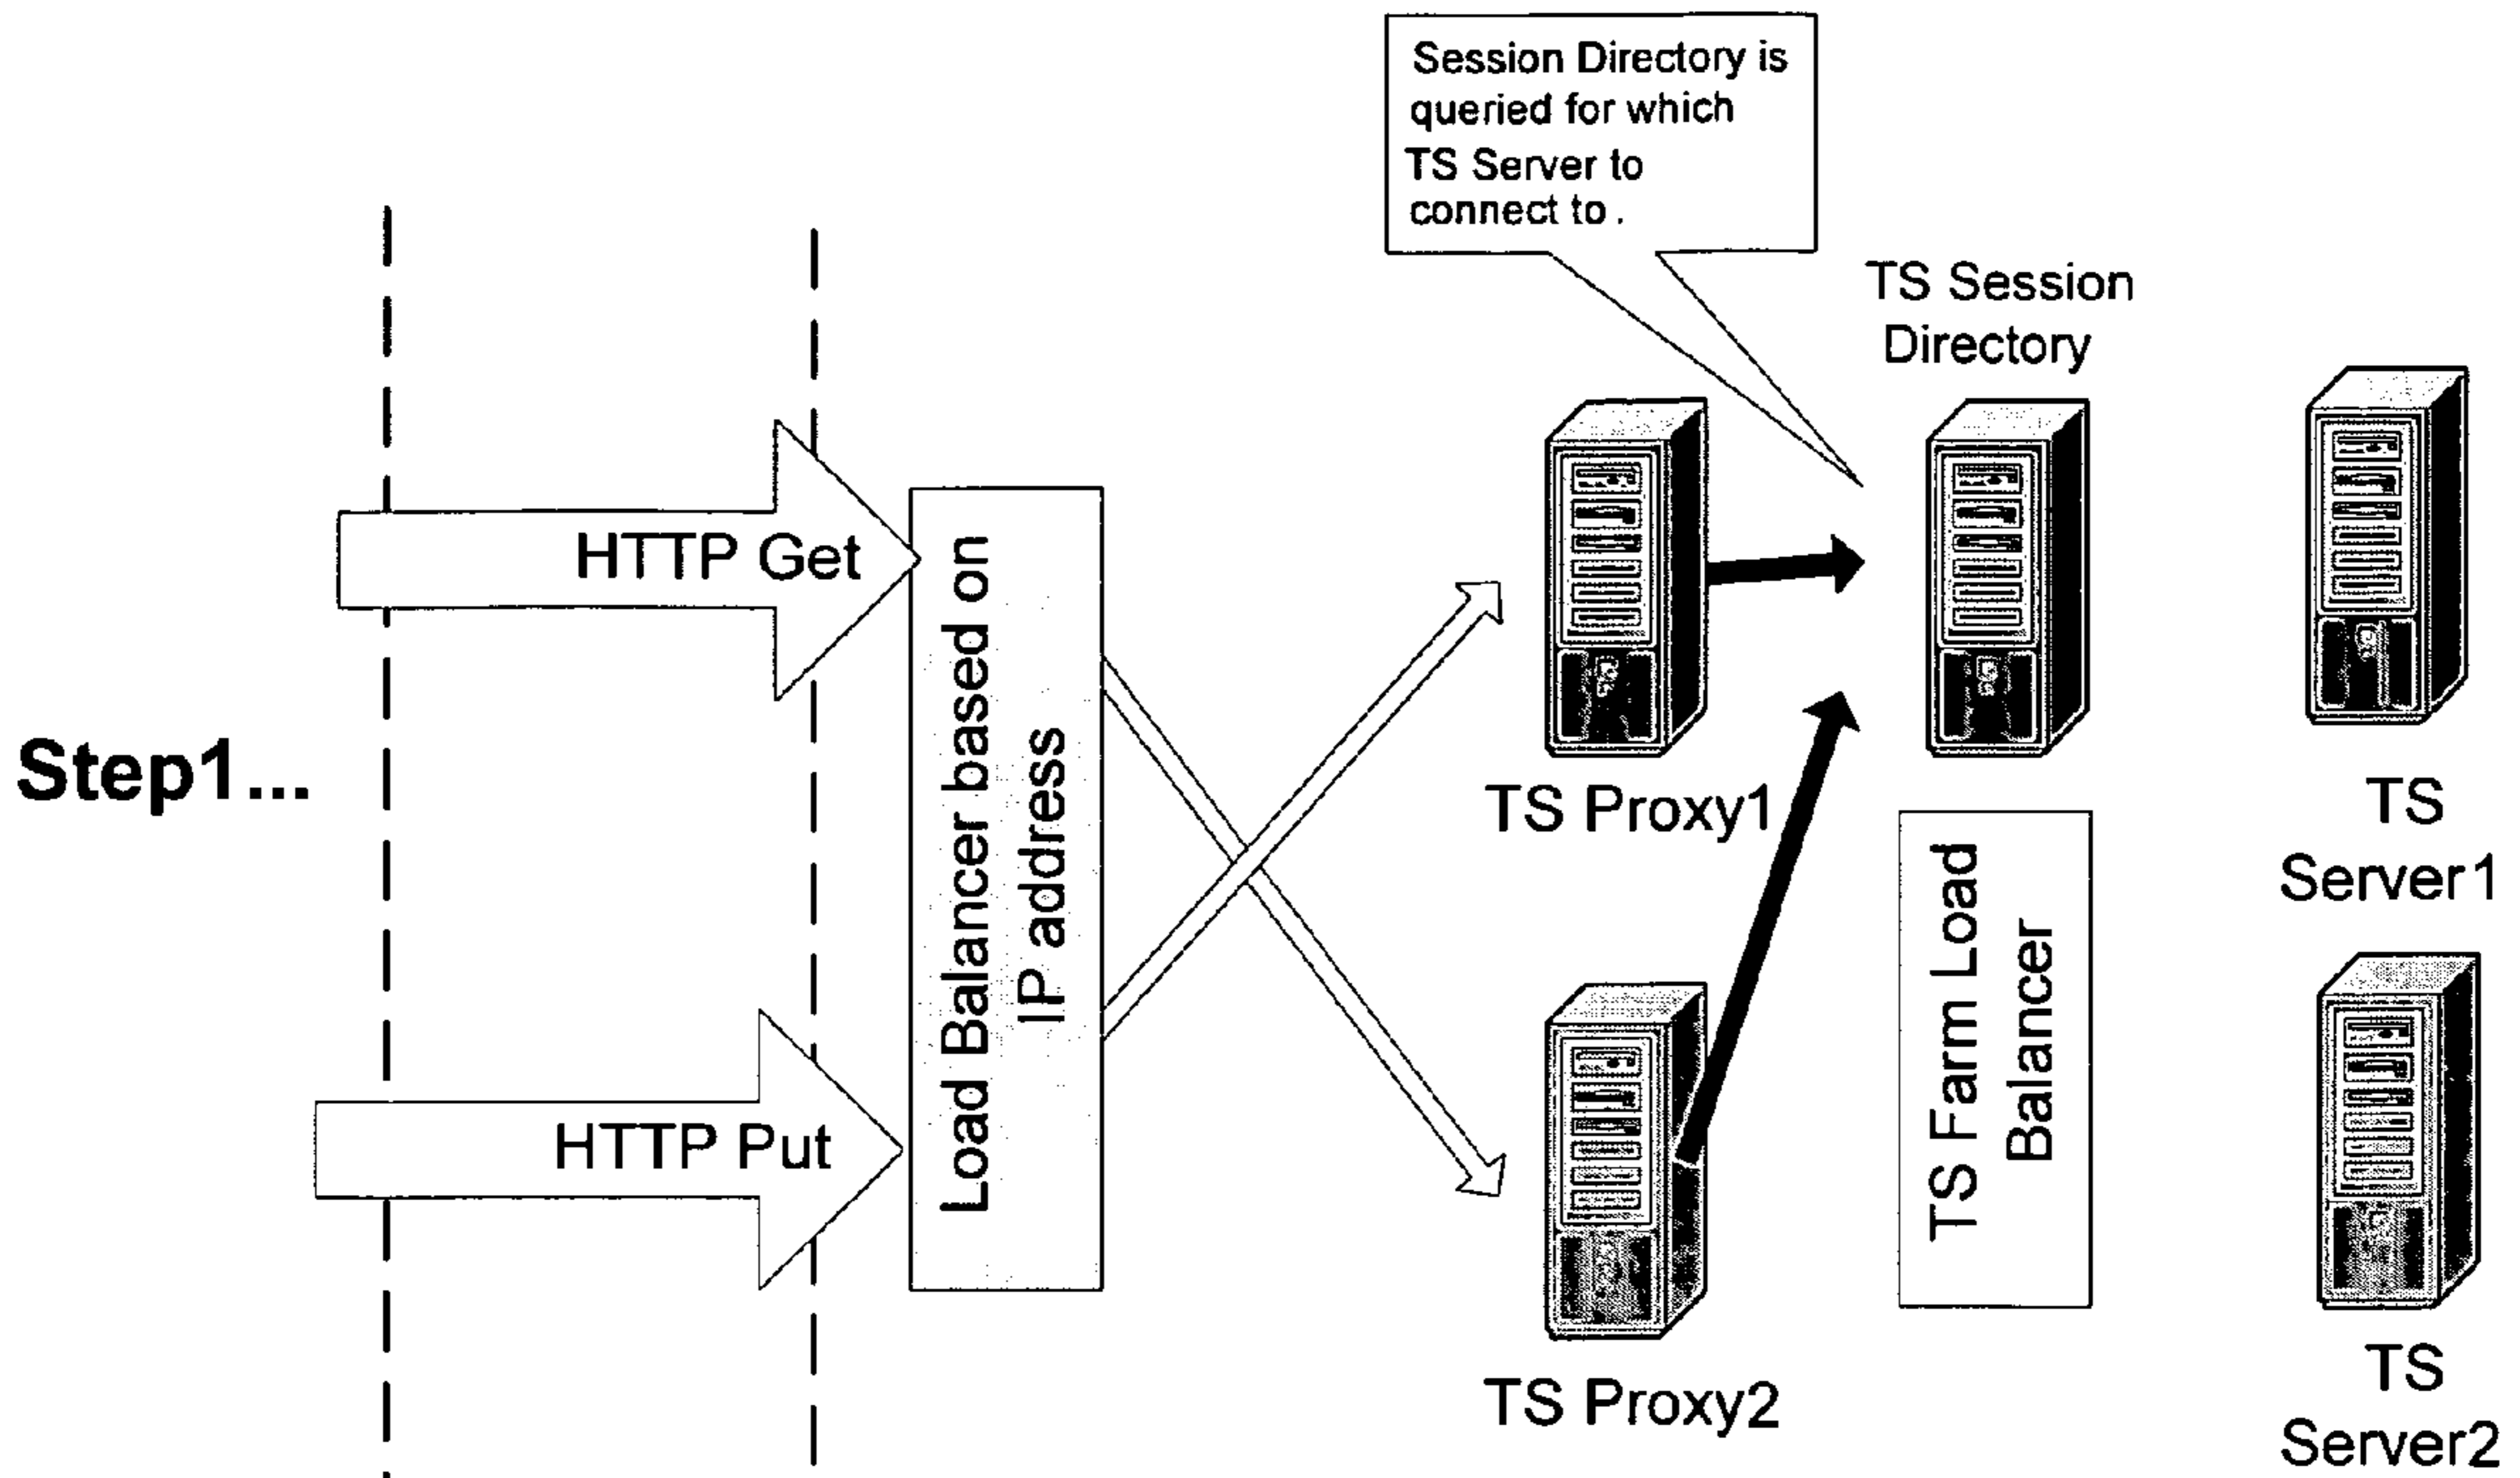 Session Directory is
queried for which
TS Server to
connect to .
TS Session
Directory
HTTP Get
Load Balancer based on
IP address
Step1...
HTTP Put
TS Proxy1
TS Farm Load
Balancer
TS
Server1
TS Proxy2
TS
Server2